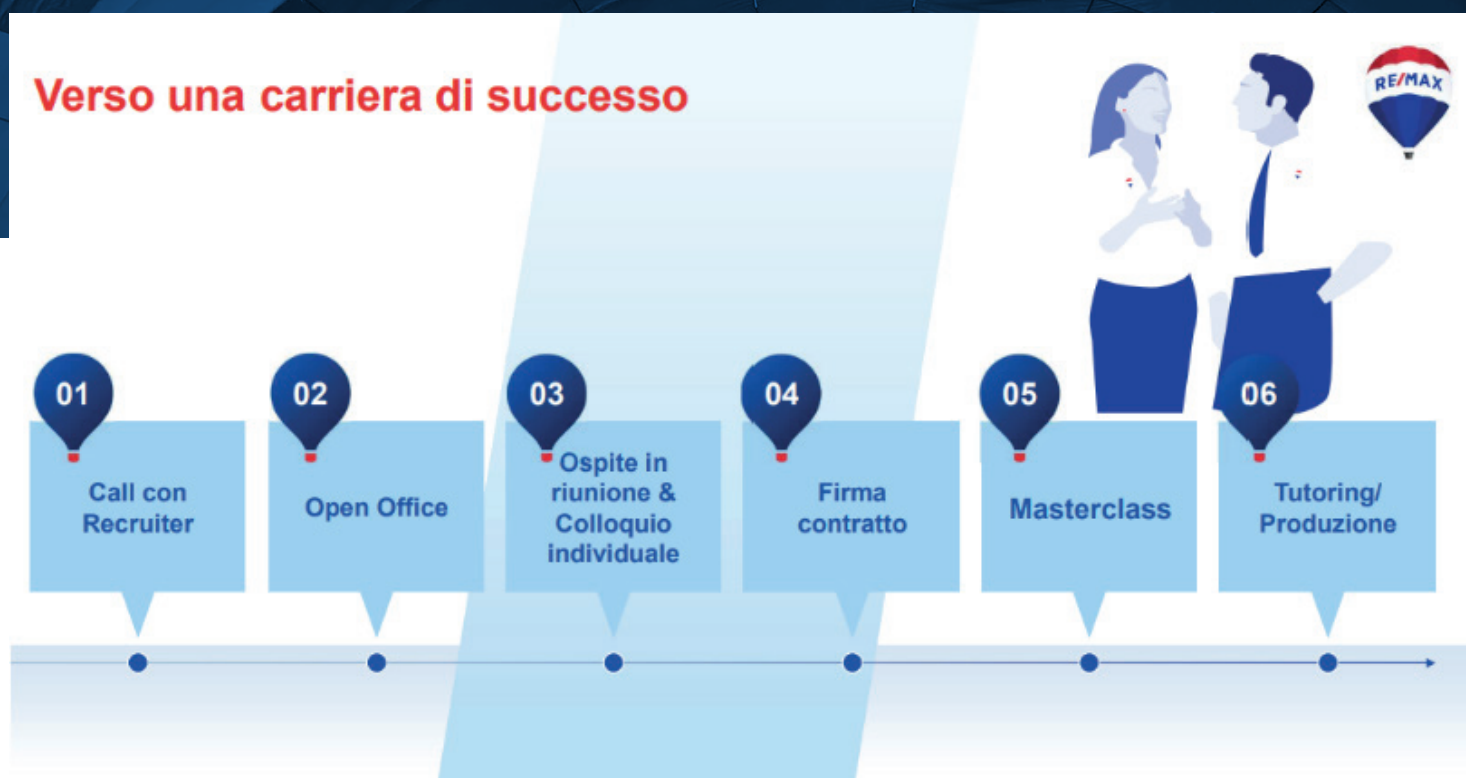 Verso una carriera di successo
RE/MAX
01
Call con
Recruiter
02
Open Office
03
Ospite in
riunione &
Colloquio
individuale
04
Firma
contratto
05
Masterclass
06
Tutoring/
Produzione